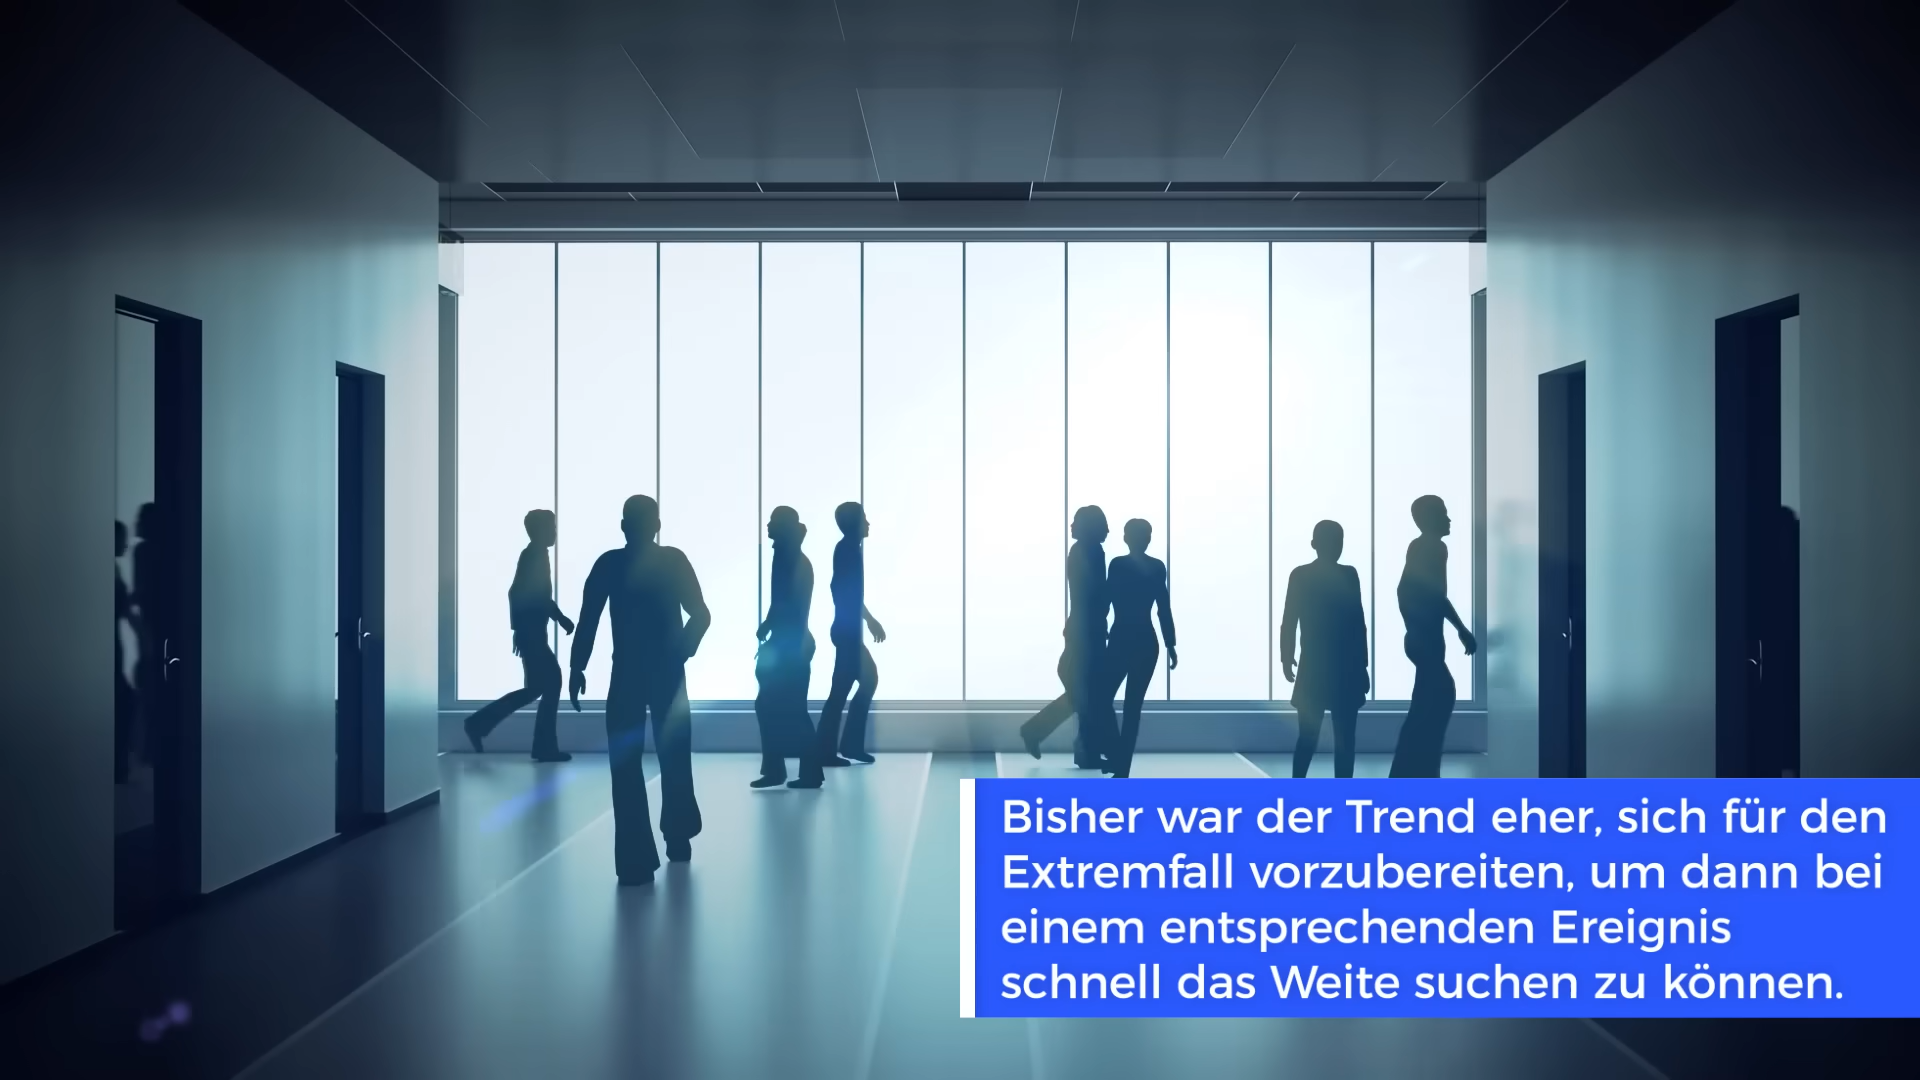 Bisher war der Trend eher, sich für den
Extremfall vorzubereiten, um dann bei
einem entsprechenden Ereignis
schnell das Weite suchen zu können.